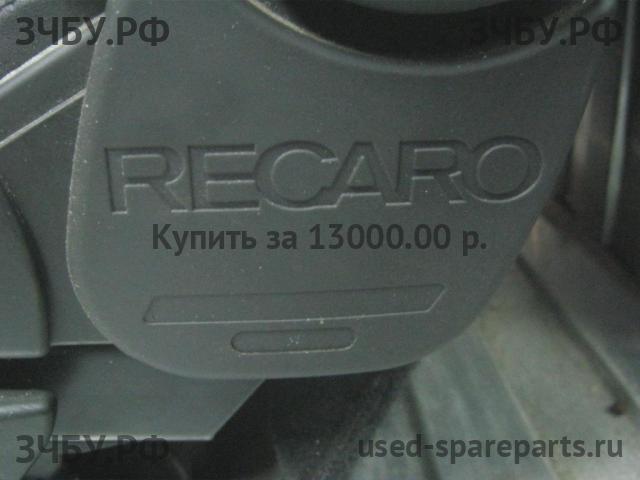 ЗЧБУ.РФ ЗЧБУ.РФ
RECARO
Купить за 13000.00 р.
ЗЧБУ.РФ used-spareparts.ru